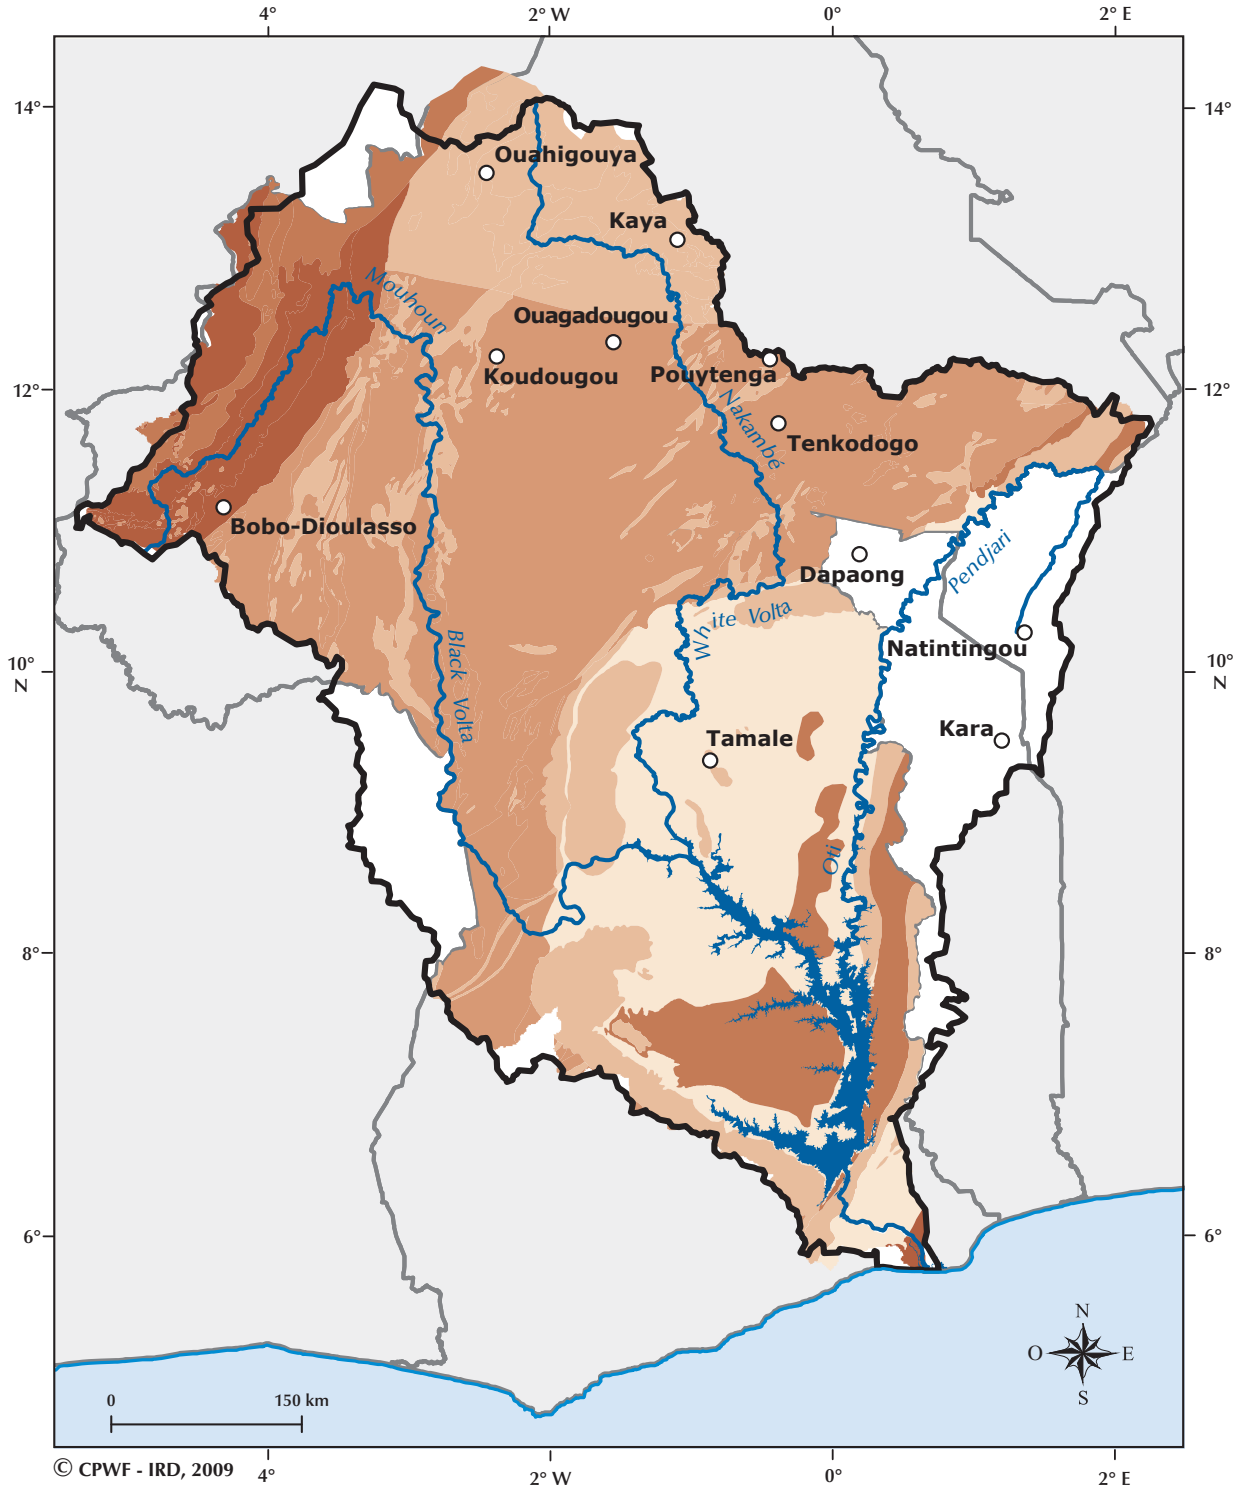 4°
2° W
0°
2° E
14°
14°
Ouahigouya
Kaya
Mouhoun
Ouagadougou
Koudougou
Pouytenga
12°
12°
Nakambé
Tenkodogo
Bobo-Dioulasso
Pendjari
Dapaong
White Volta
Black Volta
Natintingou
10°
N
10°
N
Kara
Tamale
Oti
8°
8°
6°
6°
N
O
E
S
0
150 km
© CPWF - IRD, 2009
4°
2° W
0°
2° E